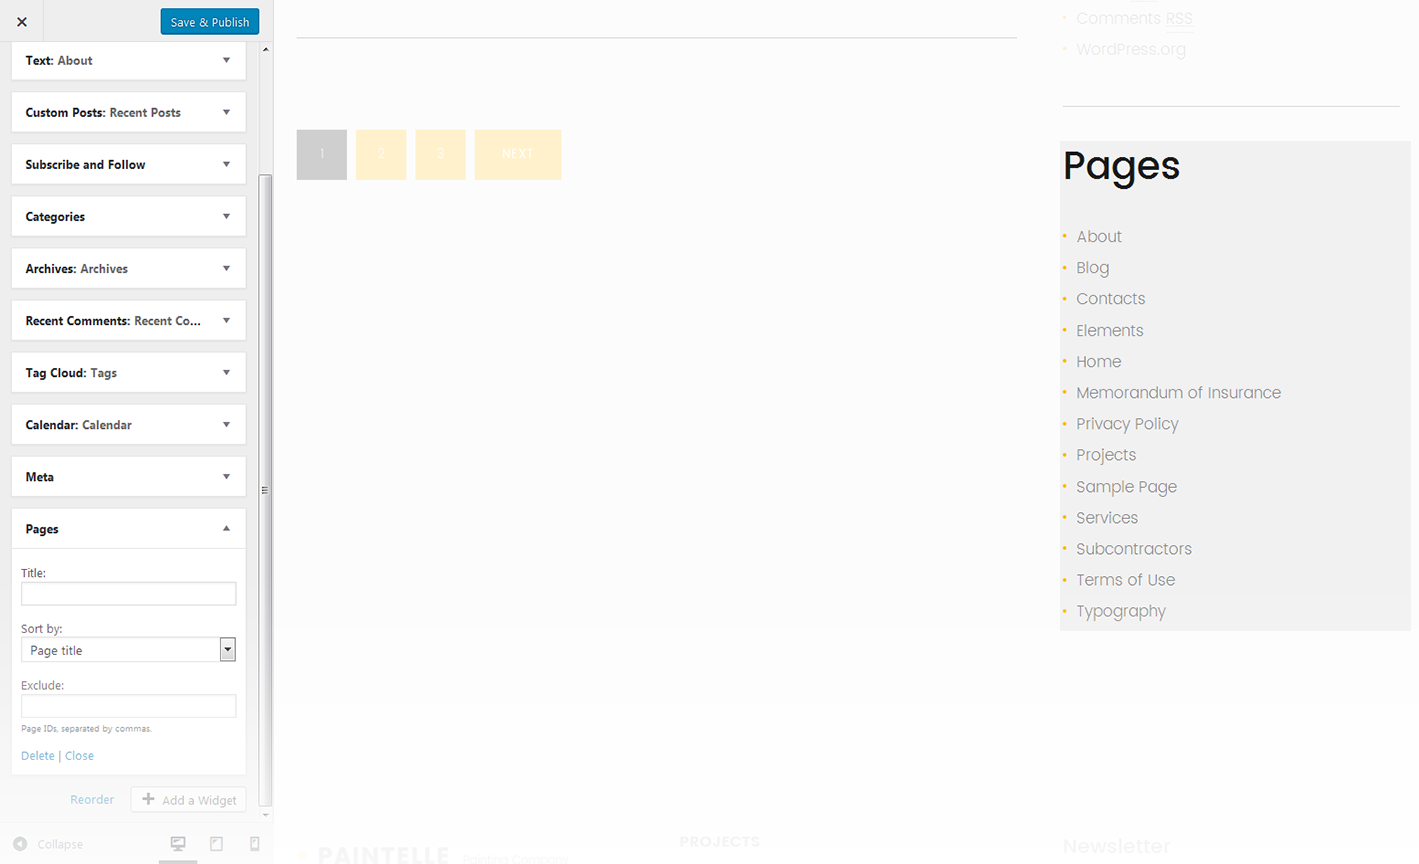 Save & Publish
Text: About
Custom Posts: Recent Posts
Subscribe and Follow
Categories
Archives: Archives
Recent Comments: Recent Co...
Tag Cloud: Tags
Calendar: Calendar
Meta
Pages
Title:
Sort by:
Page title
Exclude:
Page IDs, separated by commas.
Delete | Close
Reorder
Add a Widget
Collapse
1 2 3 NEXT
Comments RSS
WordPress.org
Pages
About
Blog
Contacts
Elements
Home
Memorandum of Insurance
Privacy Policy
Projects
Sample Page
Services
Subcontractors
Terms of Use
Typography
PAINTELLE Painting Company
PROJECTS
Newsletter